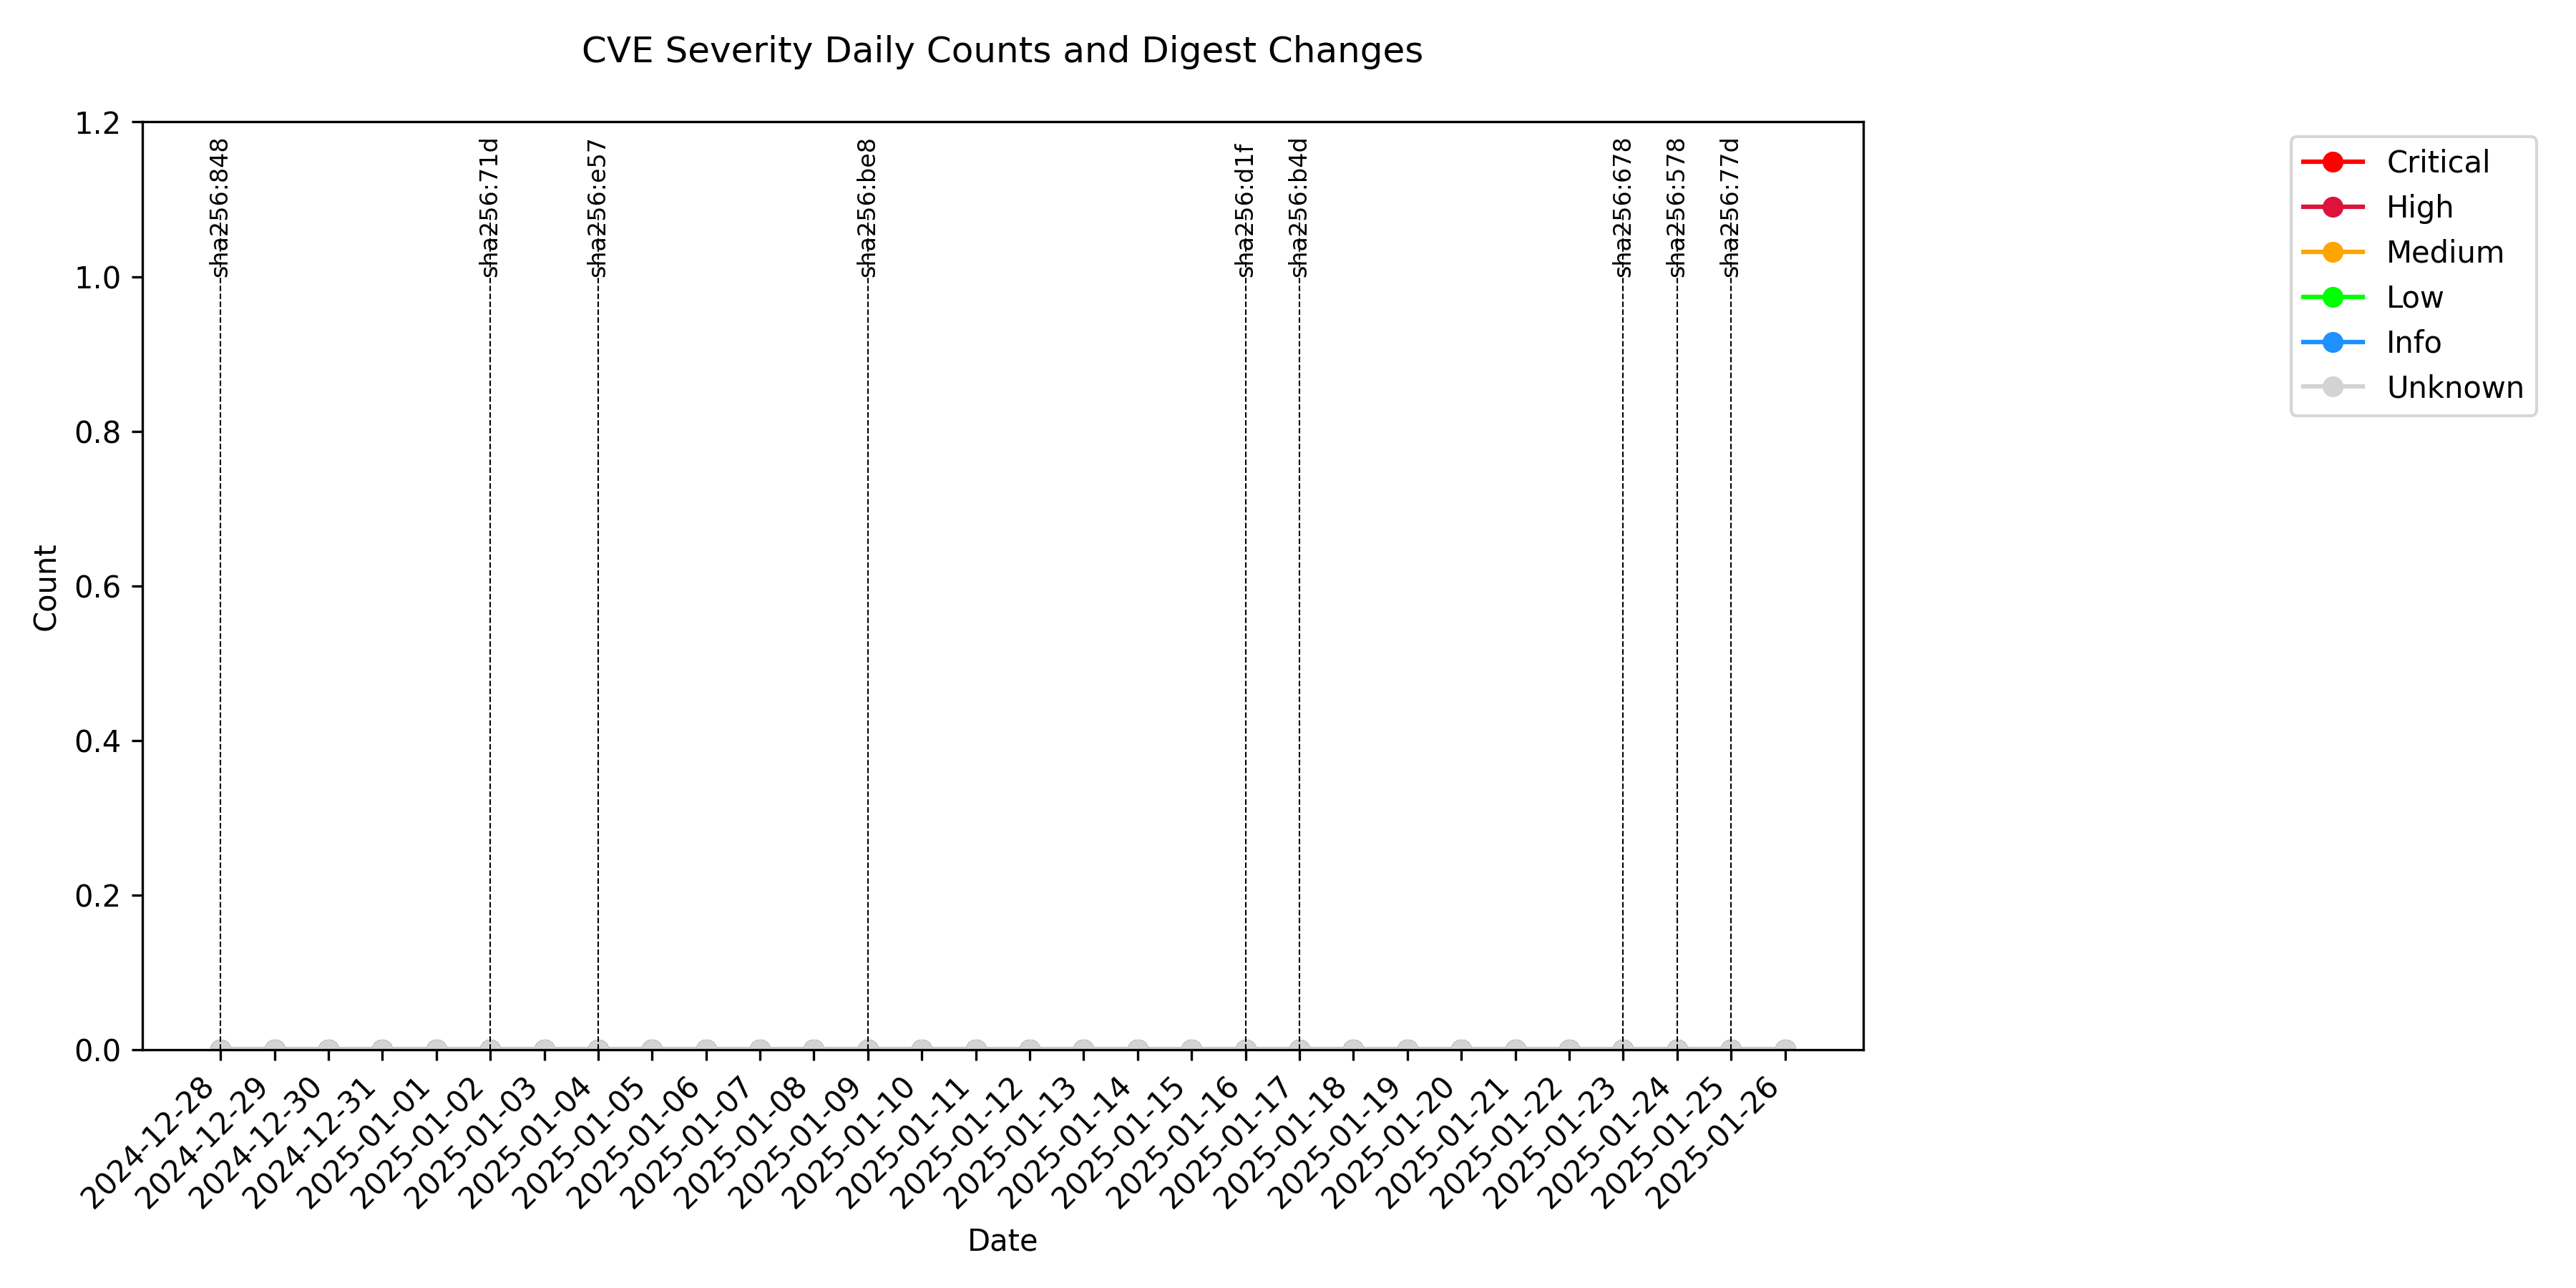 CVE Severity Daily Counts and Digest Changes
1.2
1.0
0.8
0.6
0.4
0.2
0.0
Count
sha256:848
sha256:71d
sha256:e57
sha256:be8
sha256:d1f
sha256:b4d
sha256:678
sha256:578
sha256:77d
Critical
High
Medium
Low
Info
Unknown
2024-12-28
2024-12-29
2024-12-30
2024-12-31
2025-01-01
2025-01-02
2025-01-03
2025-01-04
2025-01-05
2025-01-06
2025-01-07
2025-01-08
2025-01-09
2025-01-10
2025-01-11
2025-01-12
2025-01-13
2025-01-14
2025-01-15
2025-01-16
2025-01-17
2025-01-18
2025-01-19
2025-01-20
2025-01-21
2025-01-22
2025-01-23
2025-01-24
2025-01-25
2025-01-26
Date